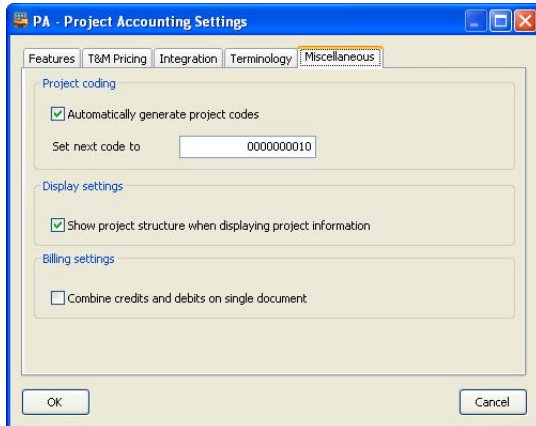 PA - Project Accounting Settings
Features T&M Pricing Integration Terminology Miscellaneous
Project coding
Automatically generate project codes
Set next code to 0000000010
Display settings
Show project structure when displaying project information
Billing settings
Combine credits and debits on single document
OK Cancel